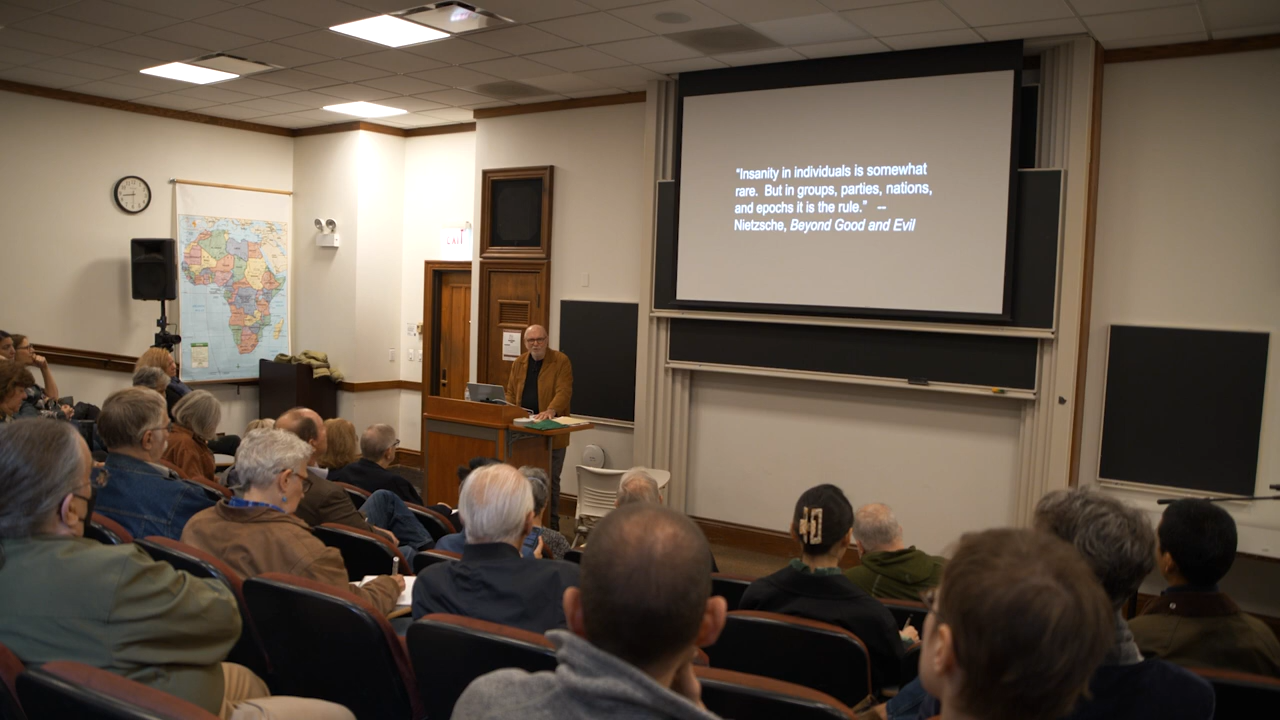 EXIT
“Insanity in individuals is somewhat
rare.  But in groups, parties, nations,
and epochs it is the rule.”   –
Nietzsche, Beyond Good and Evil